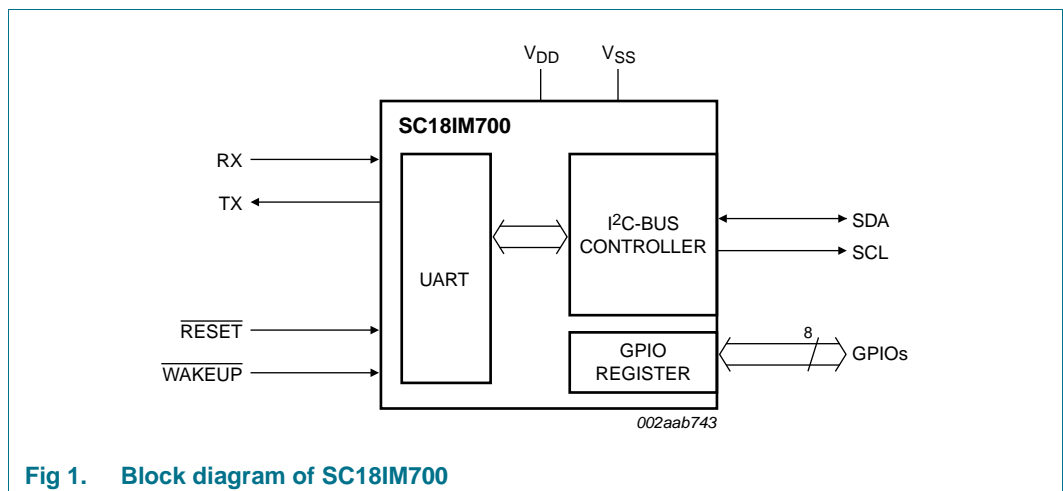 VDD VSS
SC18IM700
RX
TX
UART
I2C-BUS
CONTROLLER
SDA
SCL
RESET
WAKEUP
GPIO
REGISTER
8
GPIOs
002aab743
Fig 1. Block diagram of SC18IM700